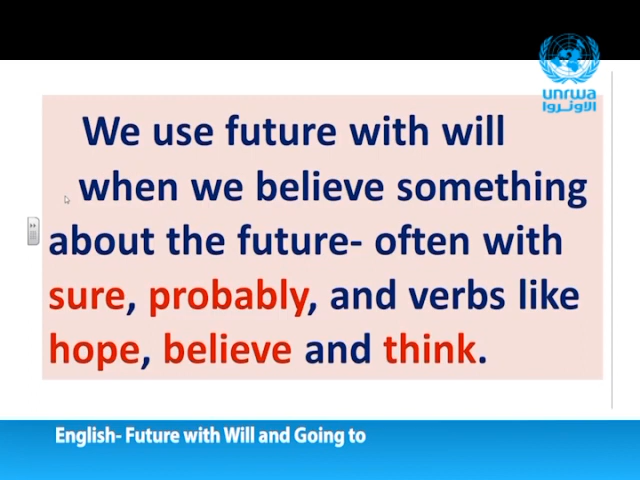 unrwa
الاونروا
We use future with will
when we believe something
about the future- often with
sure, probably, and verbs like
hope, believe and think.
English- Future with Will and Going to